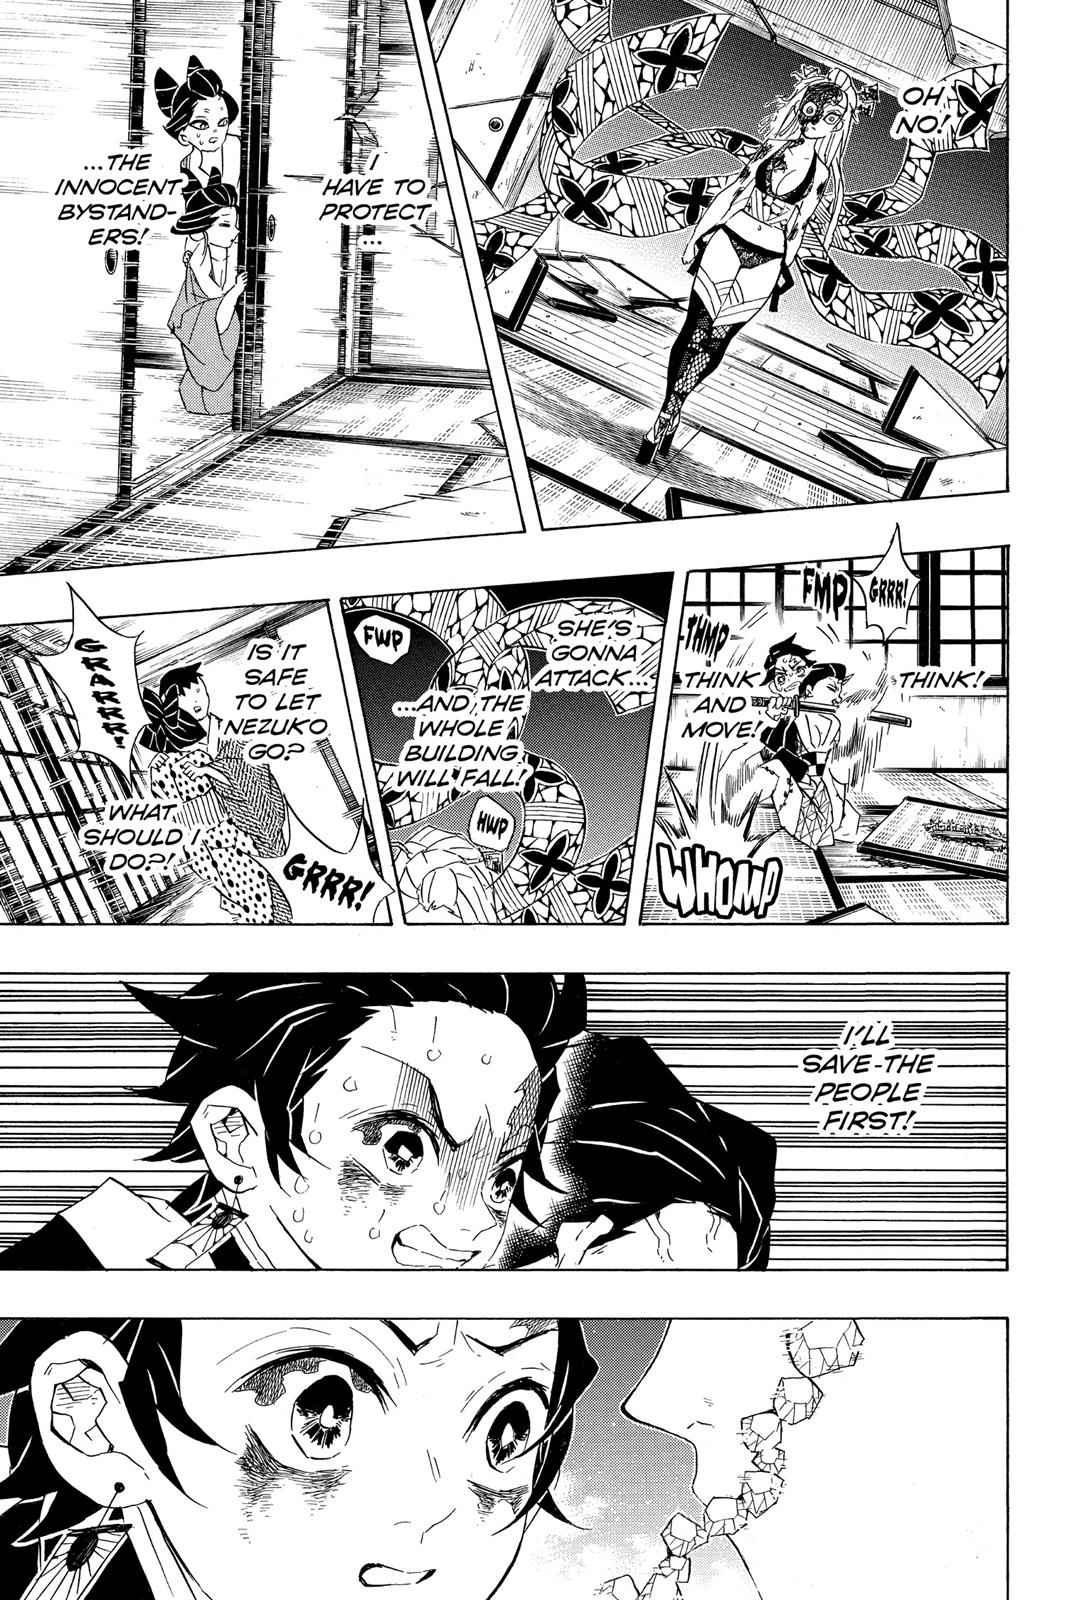 OH,
NO!
I
HAVE TO
PROTECT
...
...THE
INNOCENT
BYSTAND-
ERS!
FMP
GRRR!
THMP
THINK!
THINK
AND
MOVE!
WHOMP
SHE'S
GONNA
ATTACK...
FWP
...AND THE
WHOLE
BUILDING
WILL FALL!
HWP
IS IT
SAFE
TO LET
NEZUKO
GO?
GRARRR!
WHAT
SHOULD I
DO?!
GRRR!
I'LL
SAVE THE
PEOPLE
FIRST!